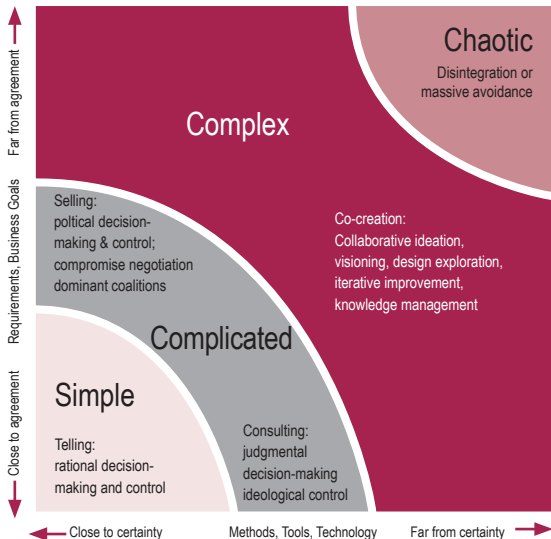 Chaotic
Disintegration or
massive avoidance
Complex
Selling:
poltical decision-
making & control;
compromise negotiation
dominant coalitions
Co-creation:
Collaborative ideation,
visioning, design exploration,
iterative improvement,
knowledge management
Complicated
Simple
Telling:
rational decision-
making and control
Consulting:
judgmental
decision-making
ideological control
Far from agreement
Requirements, Business Goals
Close to agreement
Close to certainty
Methods, Tools, Technology
Far from certainty